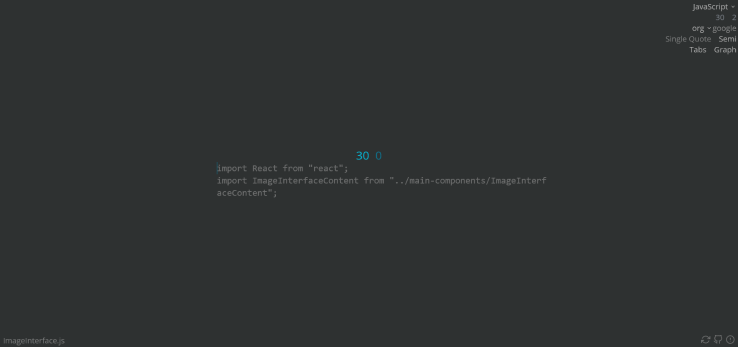 JavaScript
30 2
org google
Single Quote Semi
Tabs Graph
30 0
import React from "react";
import ImageInterfaceContent from "../main-components/ImageInterf
aceContent";
ImageInterface.js